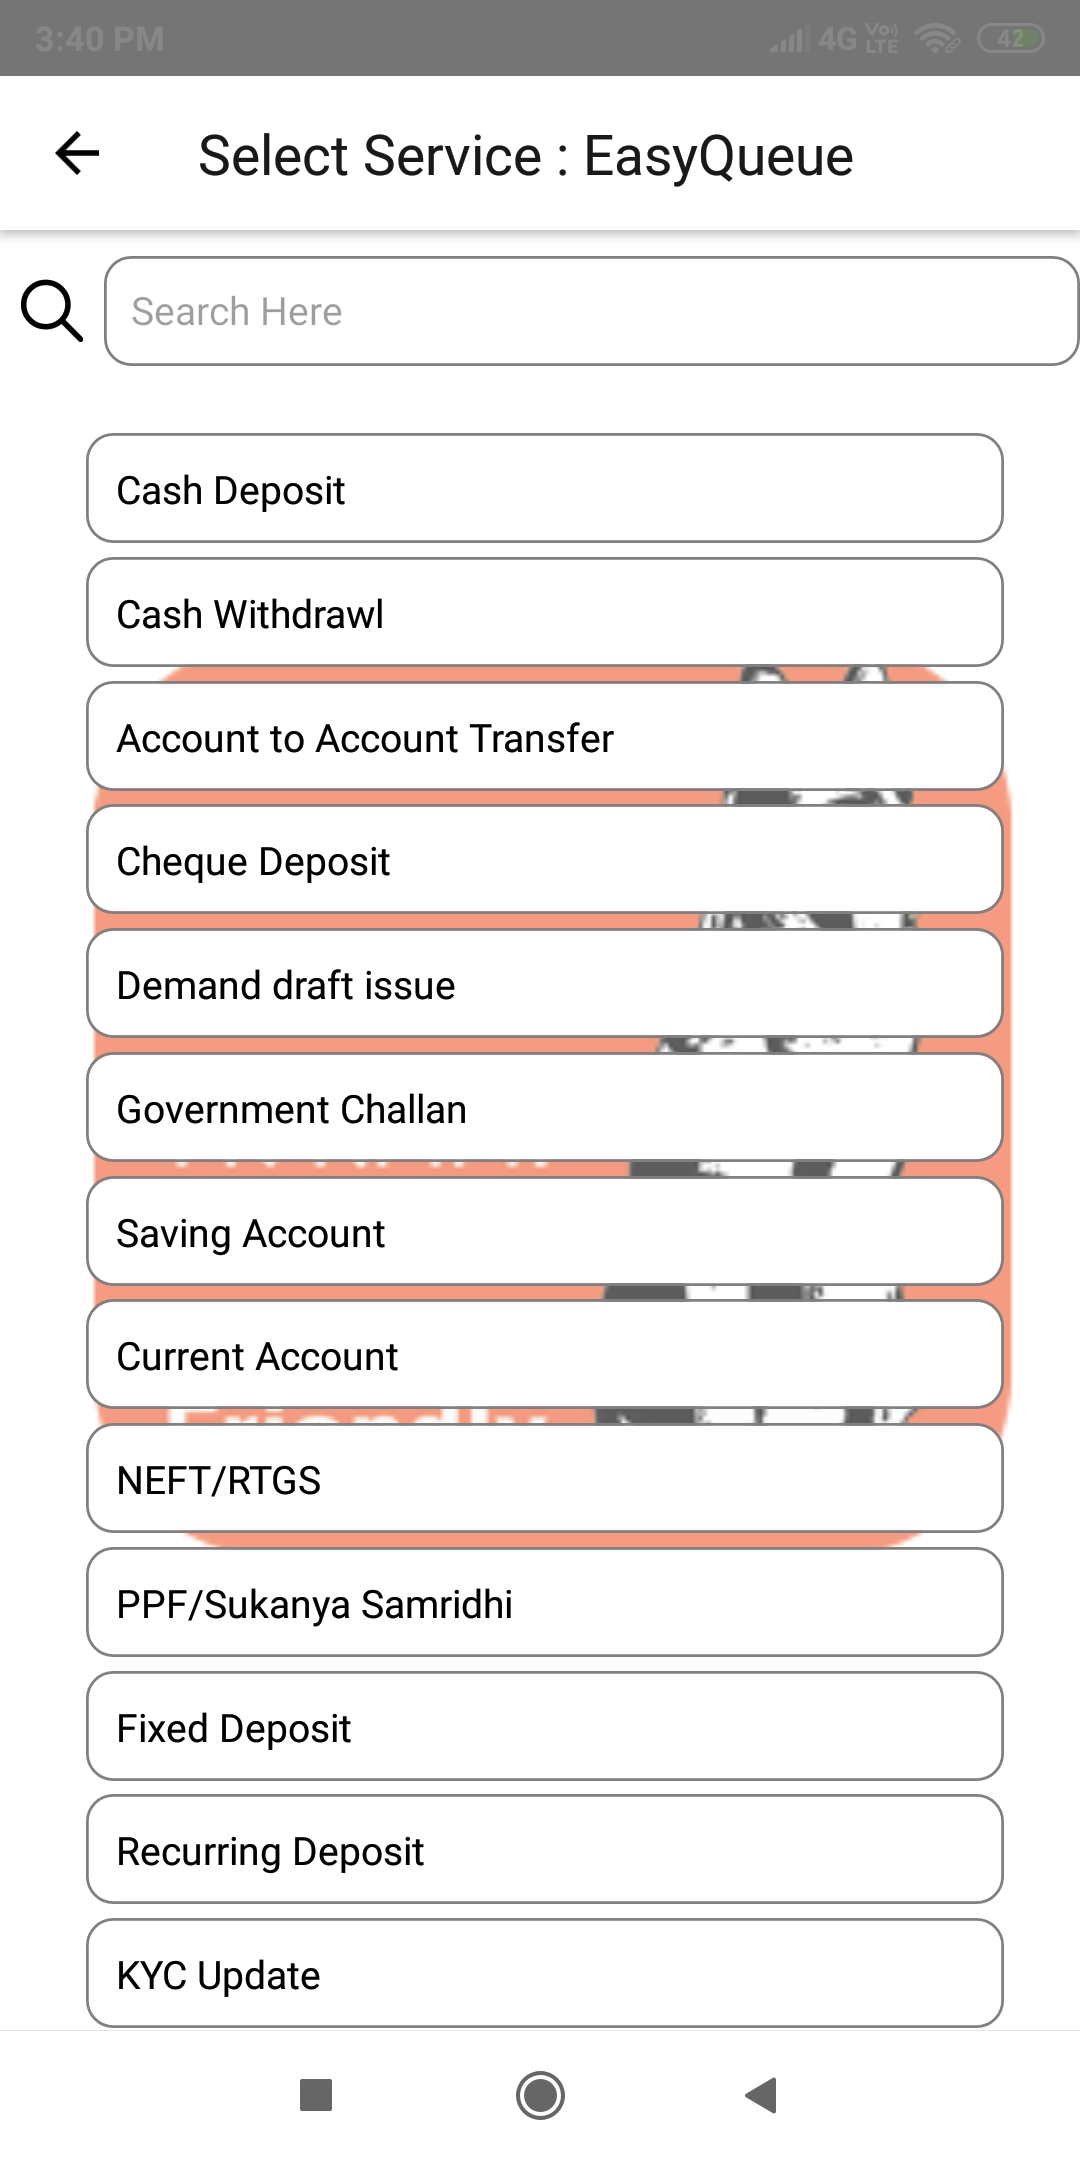 3:40 PM
4G VoLTE 42
Select Service : EasyQueue
Search Here
Cash Deposit
Cash Withdrawl
Account to Account Transfer
Cheque Deposit
Demand draft issue
Government Challan
Saving Account
Current Account
Friendly
NEFT/RTGS
PPF/Sukanya Samridhi
Fixed Deposit
Recurring Deposit
KYC Update